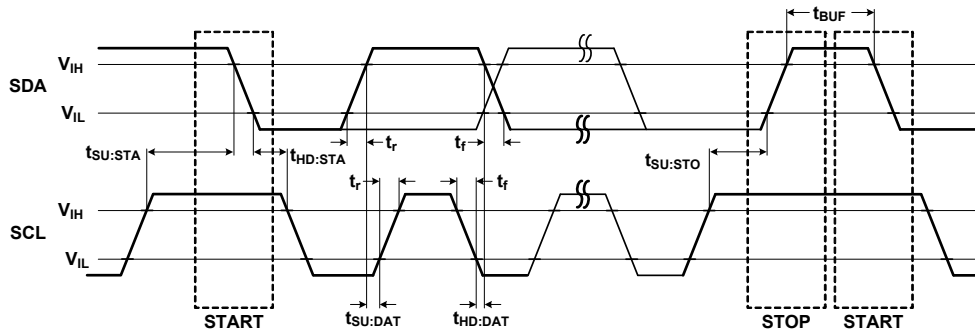 tBUF
VIH
SDA
VIL
tSU:STA
tHD:STA
tr
tf
tSU:STO
tr
tf
VIH
SCL
VIL
tSU:DAT
tHD:DAT
START
STOP
START